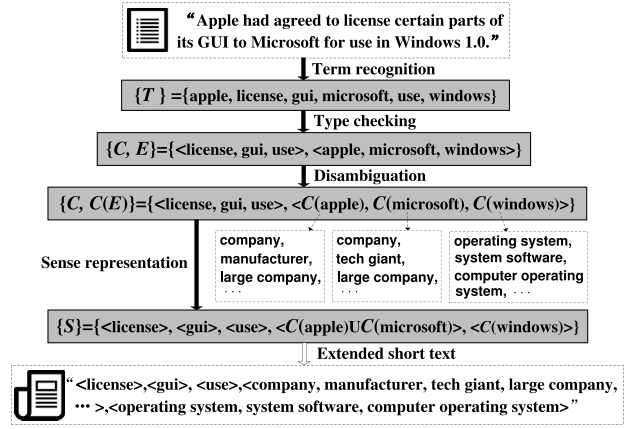 “Apple had agreed to license certain parts of
its GUI to Microsoft for use in Windows 1.0.”
Term recognition
{T } ={apple, license, gui, microsoft, use, windows}
Type checking
{C, E}={<license, gui, use>, <apple, microsoft, windows>}
Disambiguation
{C, C(E)}={<license, gui, use>, <C(apple), C(microsoft), C(windows)>}
Sense representation
company,
manufacturer,
large company,
· · ·
company,
tech giant,
large company,
· · ·
operating system,
system software,
computer operating
system, · · ·
{S}={<license>, <gui>, <use>, <C(apple)UC(microsoft)>, <C(windows)>}
Extended short text
“<license>,<gui>, <use>,<company, manufacturer, tech giant, large company,
··· >,<operating system, system software, computer operating system>”